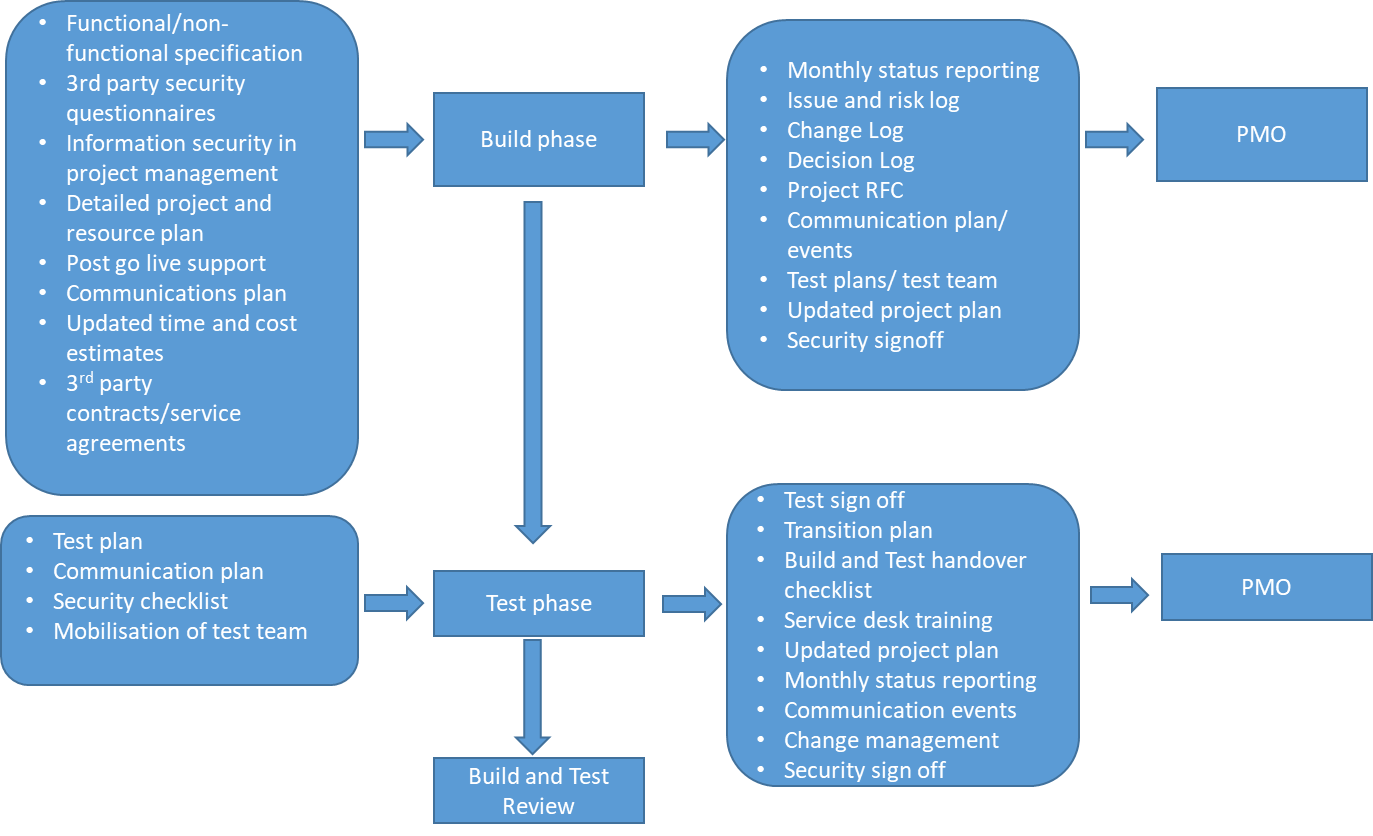 • Functional/non-
functional specification
• 3rd party security
questionnaires
• Information security in
project management
• Detailed project and
resource plan
• Post go live support
• Communications plan
• Updated time and cost
estimates
• 3rd party
contracts/service
agreements
Build phase
• Monthly status reporting
• Issue and risk log
• Change Log
• Decision Log
• Project RFC
• Communication plan/
events
• Test plans/ test team
• Updated project plan
• Security signoff
PMO
• Test plan
• Communication plan
• Security checklist
• Mobilisation of test team
Test phase
• Test sign off
• Transition plan
• Build and Test handover
checklist
• Service desk training
• Updated project plan
• Monthly status reporting
• Communication events
• Change management
• Security sign off
PMO
Build and Test
Review